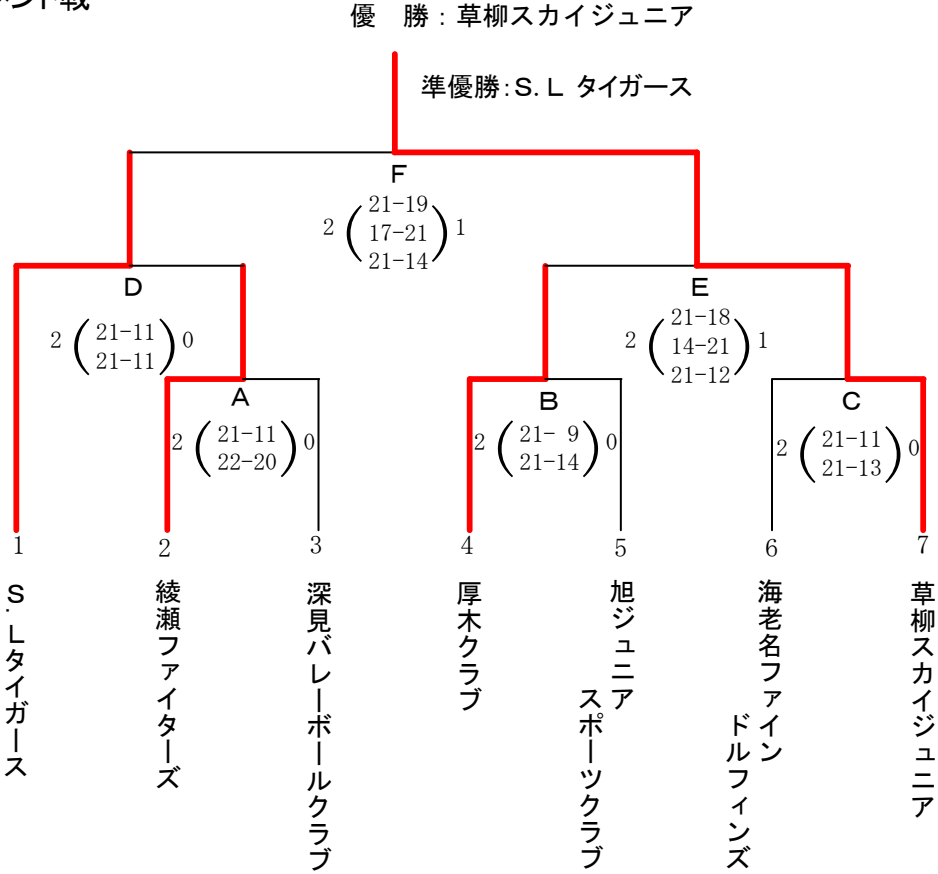 優　勝：草柳スカイジュニア
準優勝：S.L タイガース
F
2 ( 21-19 ) 1
17-21
21-14
D
2 ( 21-11 ) 0
21-11
E
2 ( 21-18 ) 1
14-21
21-12
A
2 ( 21-11 ) 0
22-20
B
2 ( 21- 9 ) 0
21-14
C
2 ( 21-11 ) 0
21-13
1
2
3
4
5
6
7
S.Lタイガース
綾瀬ファイターズ
深見バレーボールクラブ
厚木クラブ
旭ジュニア
スポーツクラブ
海老名ファイン
ドルフィンズ
草柳スカイジュニア